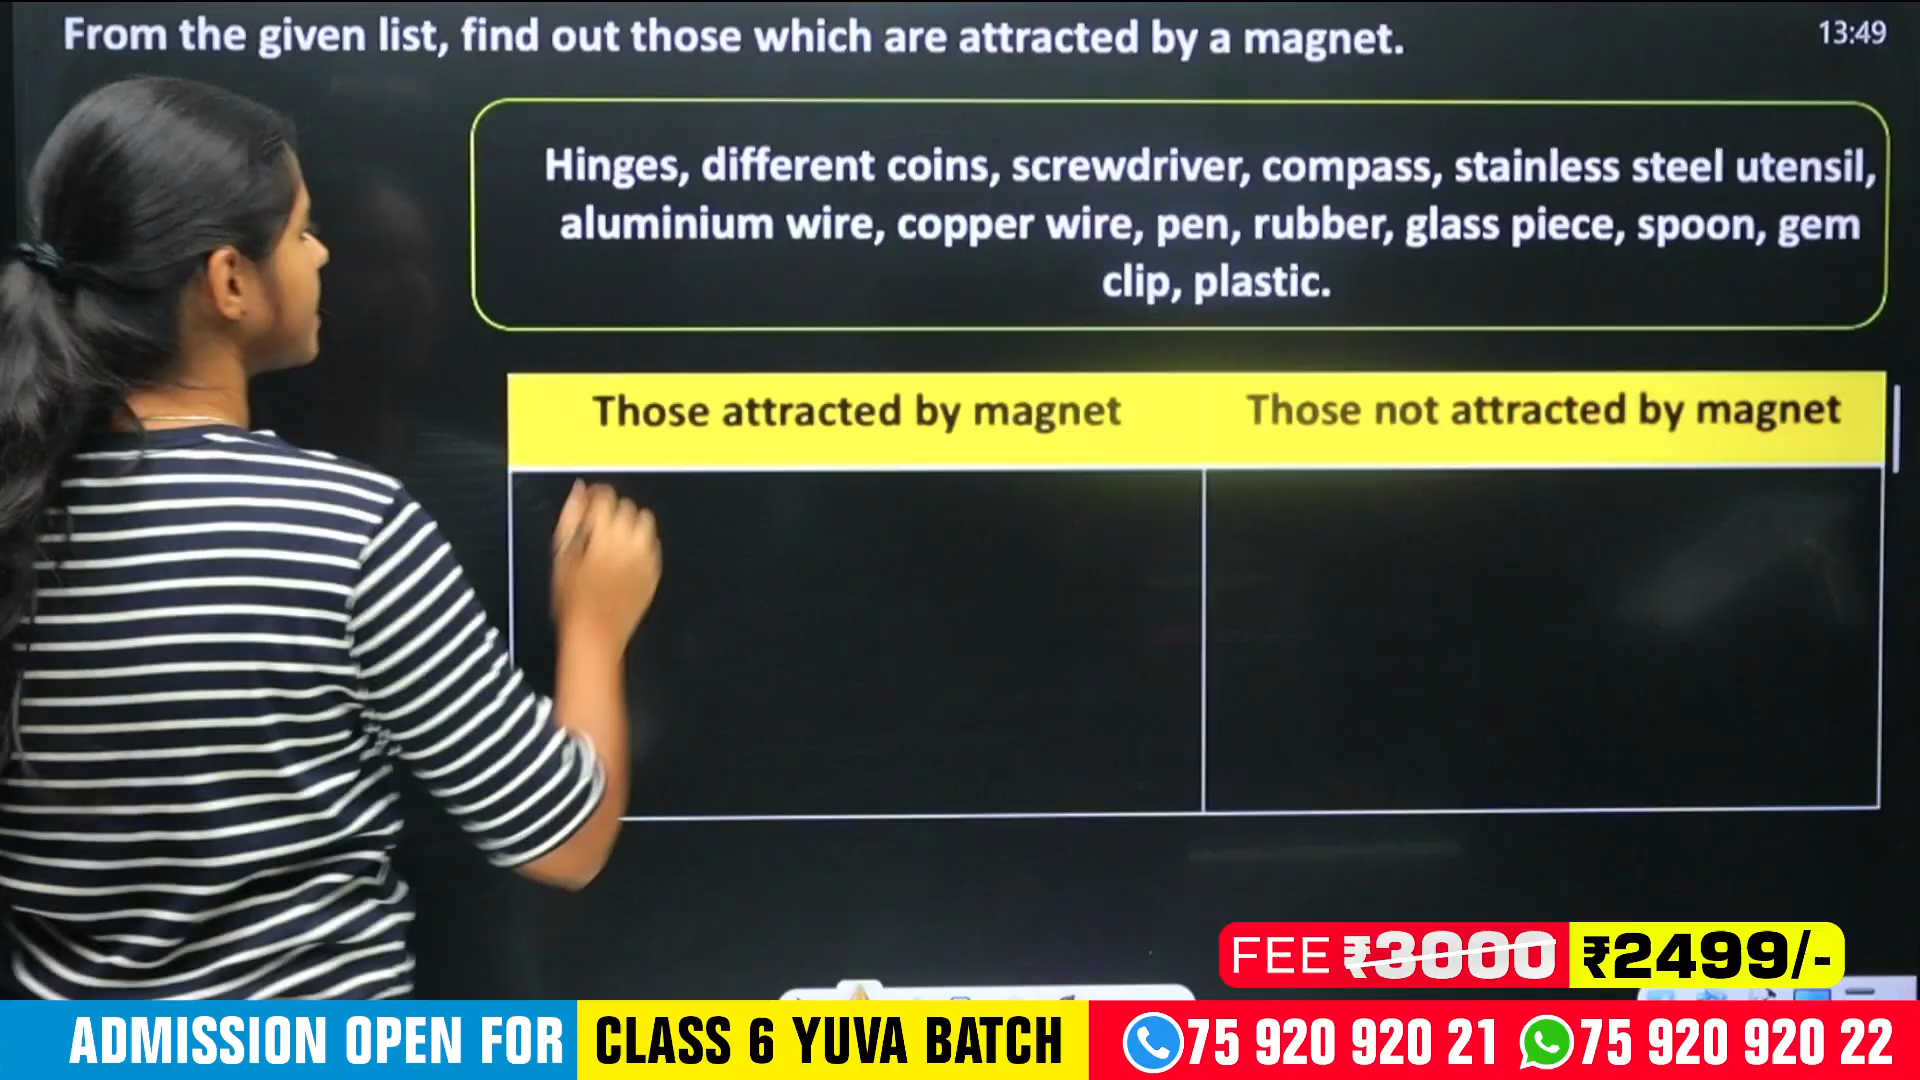 From the given list, find out those which are attracted by a magnet.
13:49
Hinges, different coins, screwdriver, compass, stainless steel utensil,
aluminium wire, copper wire, pen, rubber, glass piece, spoon, gem
clip, plastic.
Those attracted by magnet
Those not attracted by magnet
FEE ₹3000 ₹2499/-
ADMISSION OPEN FOR CLASS 6 YUVA BATCH 75 920 920 21 75 920 920 22